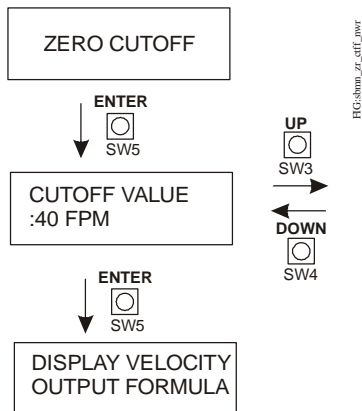 ZERO CUTOFF
ENTER
SW5
UP
SW3
CUTOFF VALUE
:40 FPM
DOWN
SW4
ENTER
SW5
DISPLAY VELOCITY
OUTPUT FORMULA
FIG:sbmn_zr_ctff_nwr